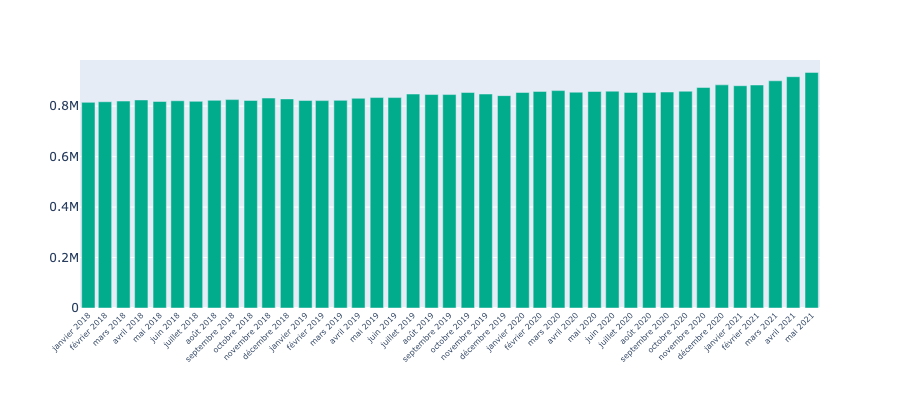 0.8M
0.6M
0.4M
0.2M
0
janvier 2018
février 2018
mars 2018
avril 2018
mai 2018
juin 2018
juillet 2018
août 2018
septembre 2018
octobre 2018
novembre 2018
décembre 2018
janvier 2019
février 2019
mars 2019
avril 2019
mai 2019
juin 2019
juillet 2019
août 2019
septembre 2019
octobre 2019
novembre 2019
décembre 2019
janvier 2020
février 2020
mars 2020
avril 2020
mai 2020
juin 2020
juillet 2020
août 2020
septembre 2020
octobre 2020
novembre 2020
décembre 2020
janvier 2021
février 2021
mars 2021
avril 2021
mai 2021